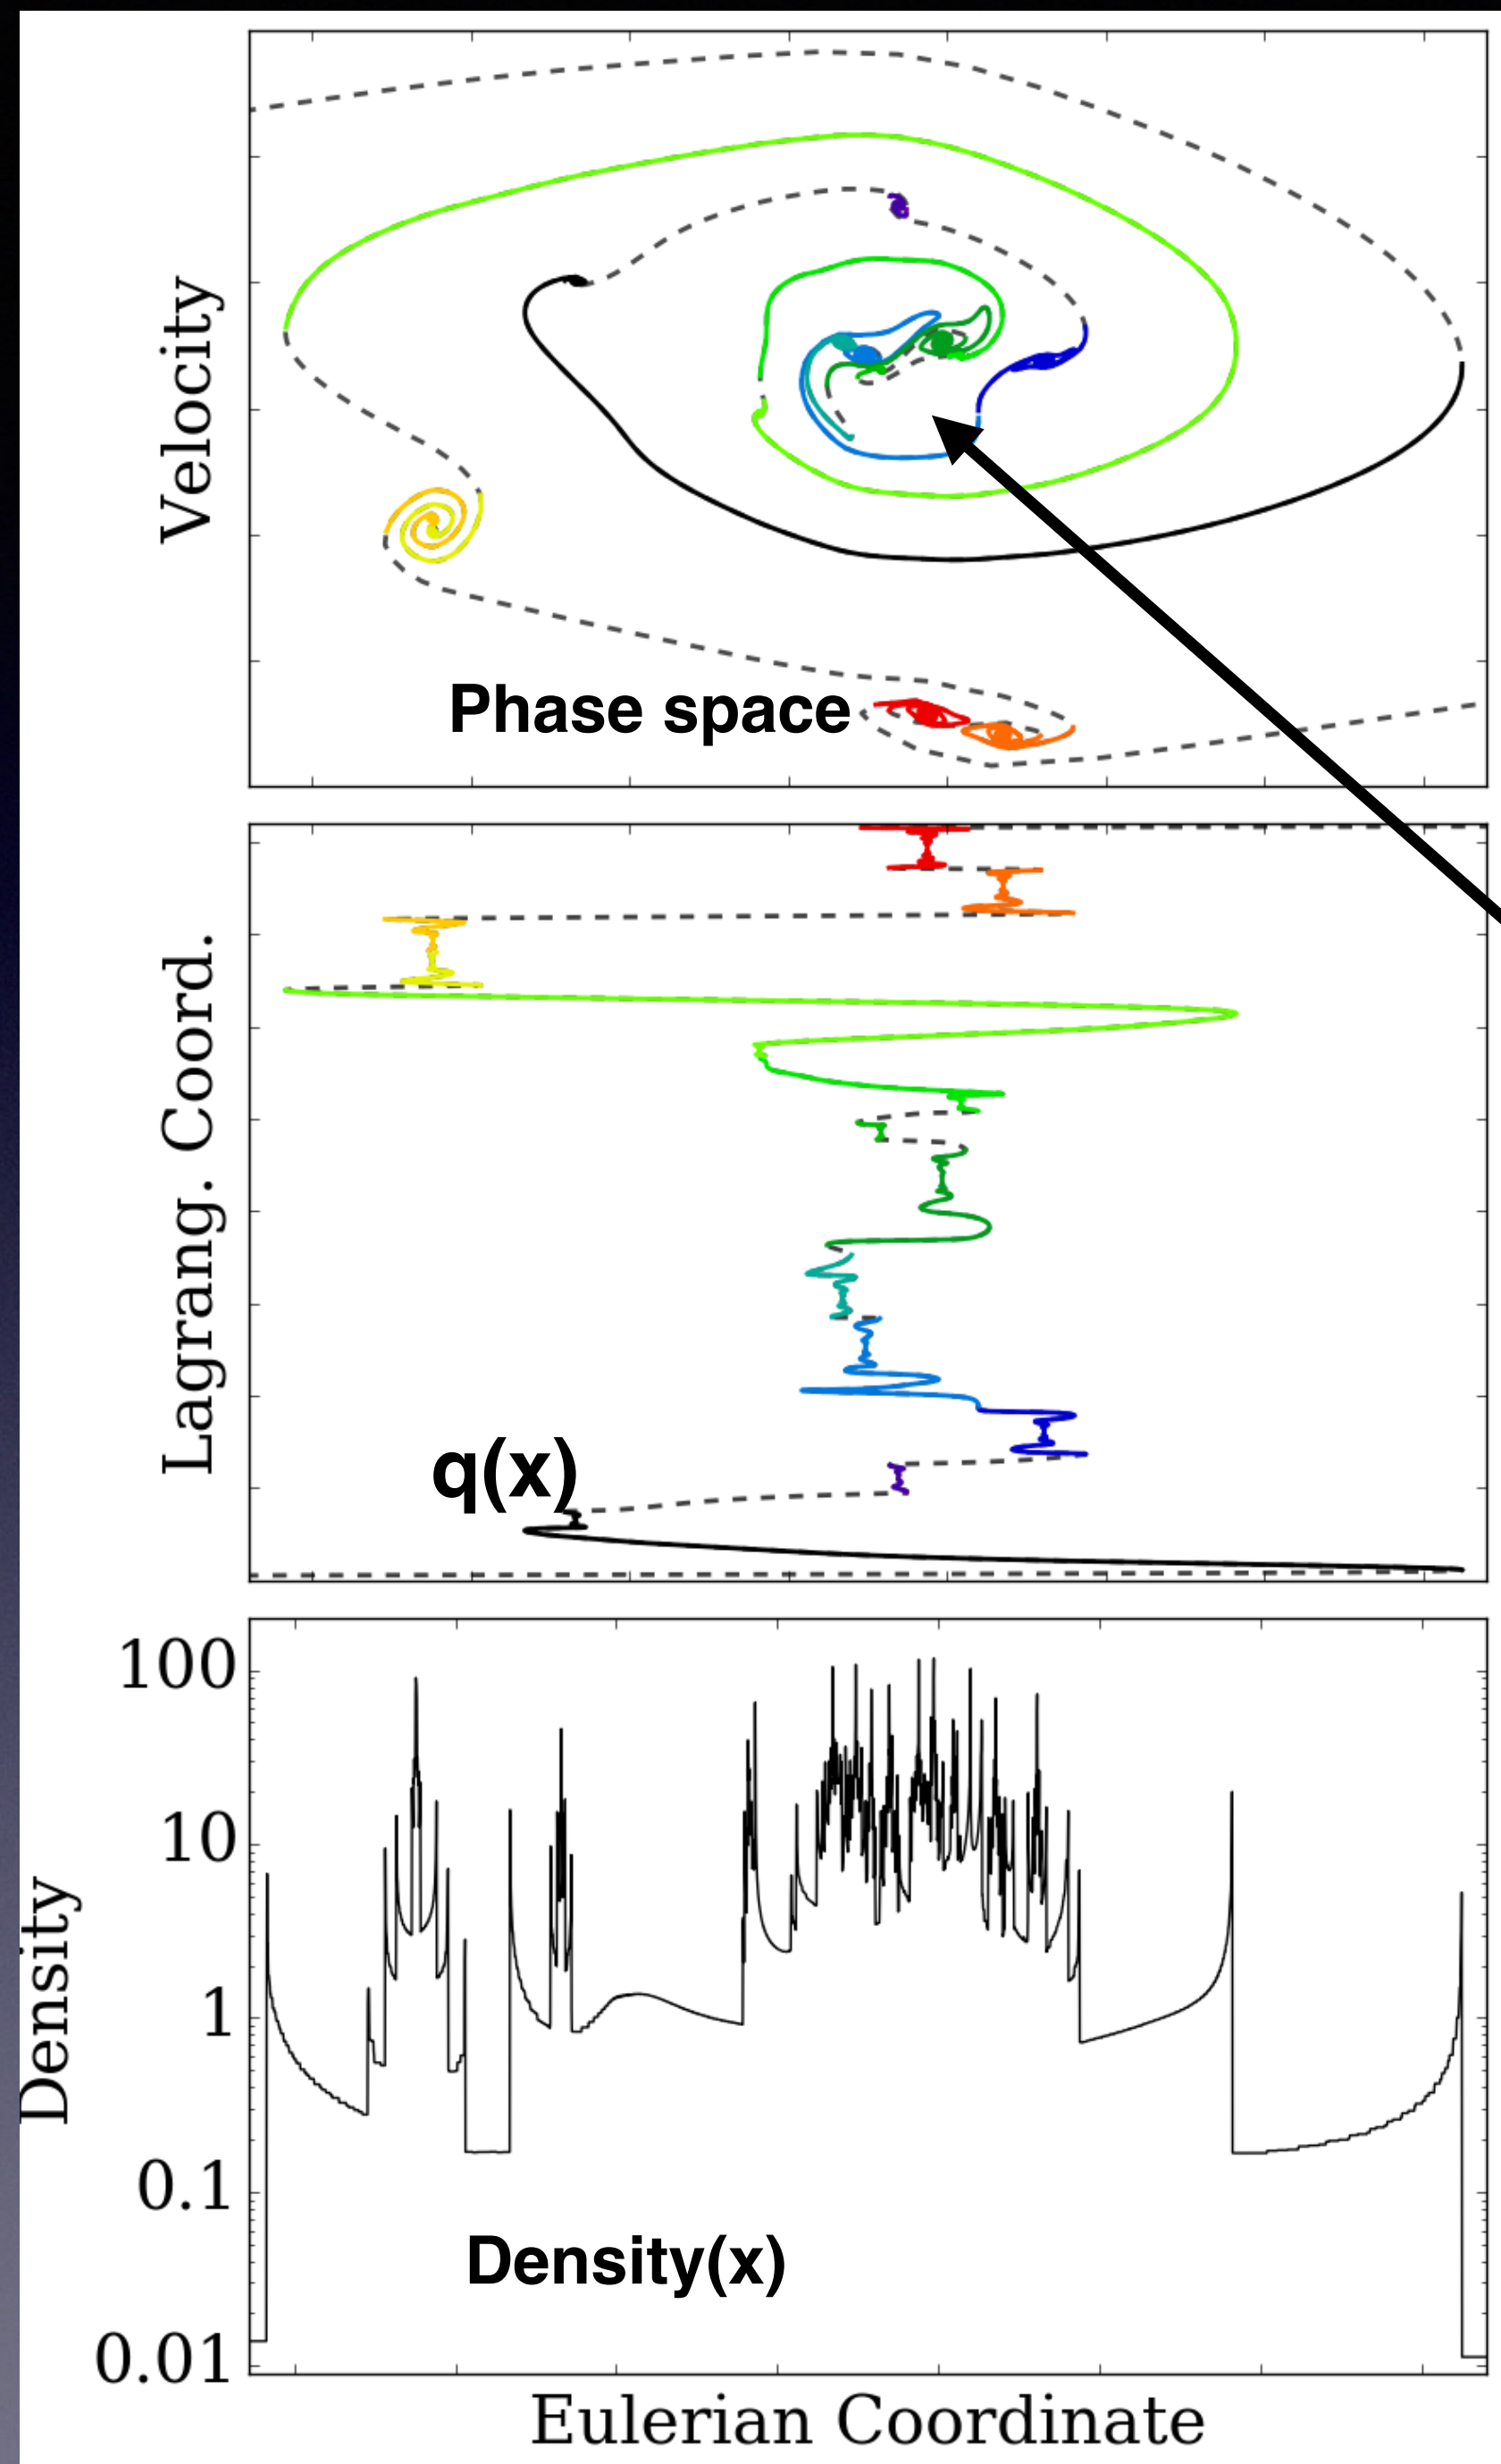 Velocity
Phase space
Lagrang. Coord.
q(x)
100
10
1
0.1
0.01
Density
Density(x)
Eulerian Coordinate